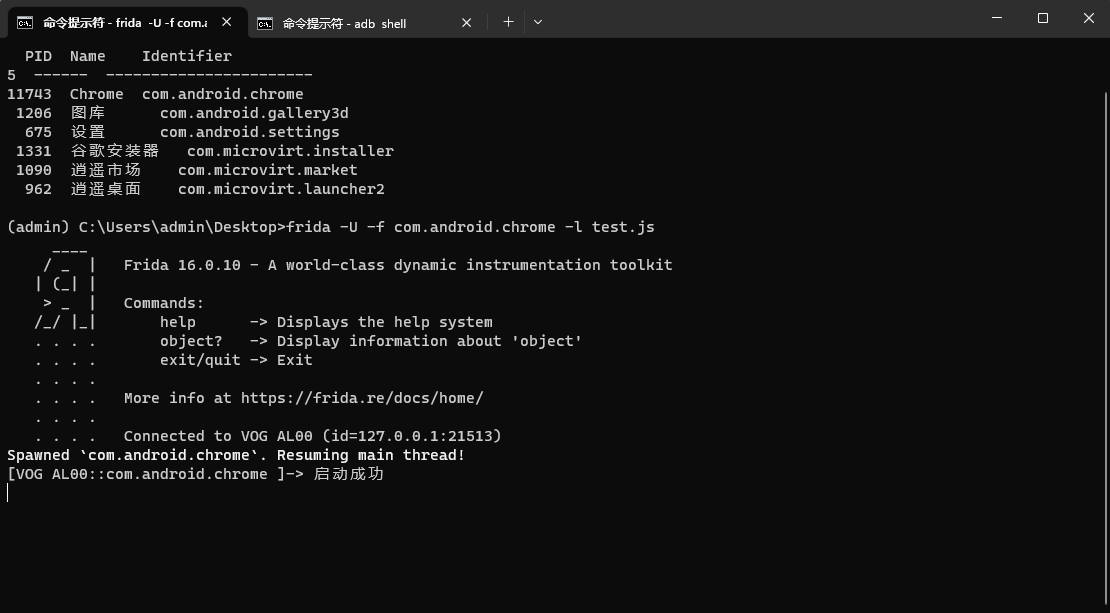 命令提示符 - frida  -U -f com.a
命令提示符 - adb  shell
  PID  Name    Identifier
5  ------  -----------------------
11743  Chrome  com.android.chrome
 1206  图库      com.android.gallery3d
  675  设置      com.android.settings
 1331  谷歌安装器   com.microvirt.installer
 1090  逍遥市场    com.microvirt.market
  962  逍遥桌面    com.microvirt.launcher2
(admin) C:\Users\admin\Desktop>frida -U -f com.android.chrome -l test.js
     ____
    / _  |   Frida 16.0.10 - A world-class dynamic instrumentation toolkit
   | (_| |
    > _  |   Commands:
   /_/ |_|       help      -> Displays the help system
   . . . .       object?   -> Display information about 'object'
   . . . .       exit/quit -> Exit
   . . . .
   . . . .   More info at https://frida.re/docs/home/
   . . . .
   . . . .   Connected to VOG AL00 (id=127.0.0.1:21513)
Spawned `com.android.chrome`. Resuming main thread!
[VOG AL00::com.android.chrome ]-> 启动成功